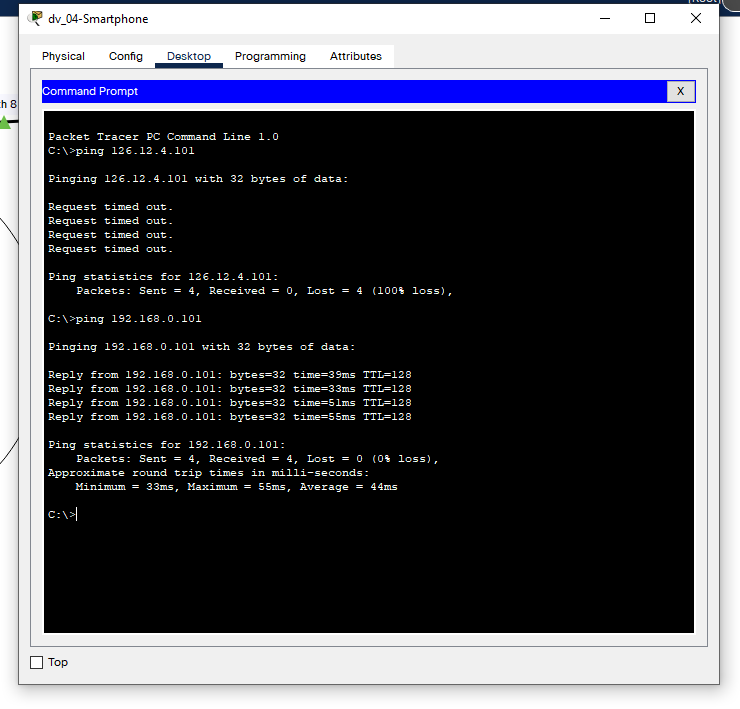 dv_04-Smartphone
Physical Config Desktop Programming Attributes
Command Prompt
X
Packet Tracer PC Command Line 1.0
C:\>ping 126.12.4.101
Pinging 126.12.4.101 with 32 bytes of data:
Request timed out.
Request timed out.
Request timed out.
Request timed out.
Ping statistics for 126.12.4.101:
Packets: Sent = 4, Received = 0, Lost = 4 (100% loss),
C:\>ping 192.168.0.101
Pinging 192.168.0.101 with 32 bytes of data:
Reply from 192.168.0.101: bytes=32 time=39ms TTL=128
Reply from 192.168.0.101: bytes=32 time=33ms TTL=128
Reply from 192.168.0.101: bytes=32 time=51ms TTL=128
Reply from 192.168.0.101: bytes=32 time=55ms TTL=128
Ping statistics for 192.168.0.101:
Packets: Sent = 4, Received = 4, Lost = 0 (0% loss),
Approximate round trip times in milli-seconds:
Minimum = 33ms, Maximum = 55ms, Average = 44ms
C:\>
Top